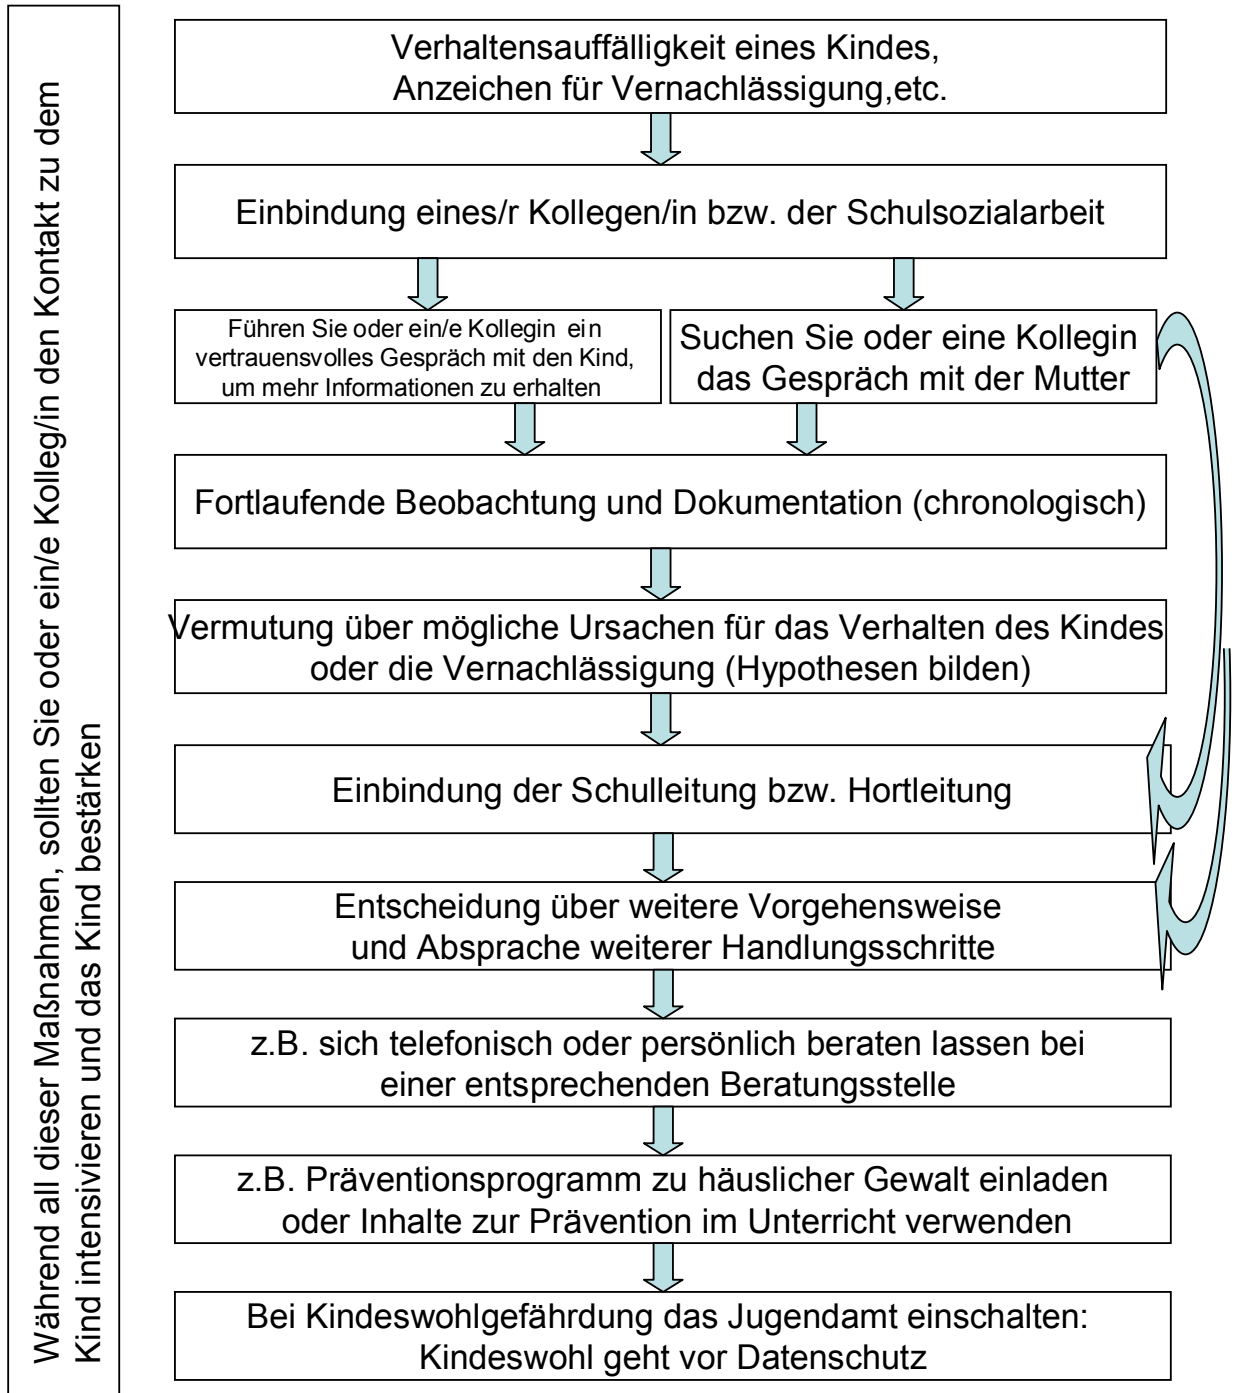 Während all dieser Maßnahmen, sollten Sie oder ein/e Kolleg/in den Kontakt zu dem
Kind intensivieren und das Kind bestärken
Verhaltensauffälligkeit eines Kindes,
Anzeichen für Vernachlässigung,etc.
Einbindung eines/r Kollegen/in bzw. der Schulsozialarbeit
Führen Sie oder ein/e Kollegin ein
vertrauensvolles Gespräch mit den Kind,
um mehr Informationen zu erhalten
Suchen Sie oder eine Kollegin
das Gespräch mit der Mutter
Fortlaufende Beobachtung und Dokumentation (chronologisch)
Vermutung über mögliche Ursachen für das Verhalten des Kindes
oder die Vernachlässigung (Hypothesen bilden)
Einbindung der Schulleitung bzw. Hortleitung
Entscheidung über weitere Vorgehensweise
und Absprache weiterer Handlungsschritte
z.B. sich telefonisch oder persönlich beraten lassen bei
einer entsprechenden Beratungsstelle
z.B. Präventionsprogramm zu häuslicher Gewalt einladen
oder Inhalte zur Prävention im Unterricht verwenden
Bei Kindeswohlgefährdung das Jugendamt einschalten:
Kindeswohl geht vor Datenschutz